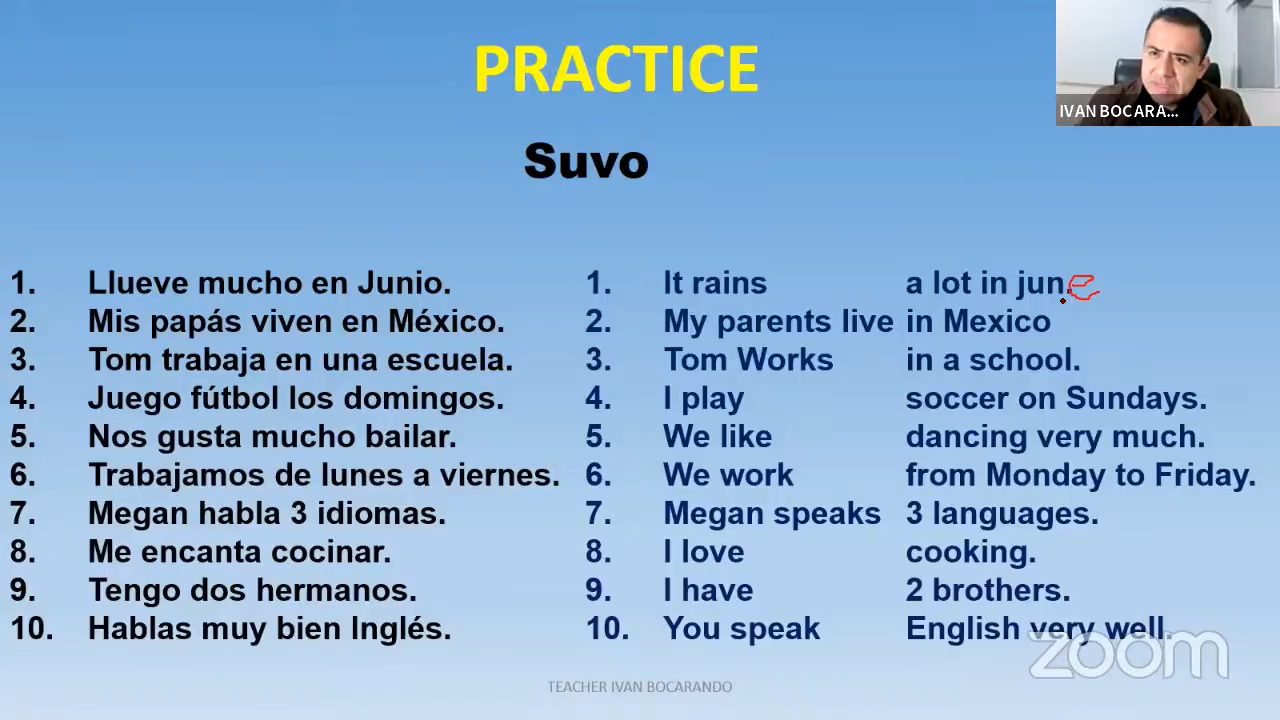 PRACTICE
IVAN BOCARA...
Suvo
1. Llueve mucho en Junio.
2. Mis papás viven en México.
3. Tom trabaja en una escuela.
4. Juego fútbol los domingos.
5. Nos gusta mucho bailar.
6. Trabajamos de lunes a viernes.
7. Megan habla 3 idiomas.
8. Me encanta cocinar.
9. Tengo dos hermanos.
10. Hablas muy bien Inglés.
1. It rains a lot in jun.e
2. My parents live in Mexico
3. Tom Works in a school.
4. I play soccer on Sundays.
5. We like dancing very much.
6. We work from Monday to Friday.
7. Megan speaks 3 languages.
8. I love cooking.
9. I have 2 brothers.
10. You speak English very well.
zoom
TEACHER IVAN BOCARANDO